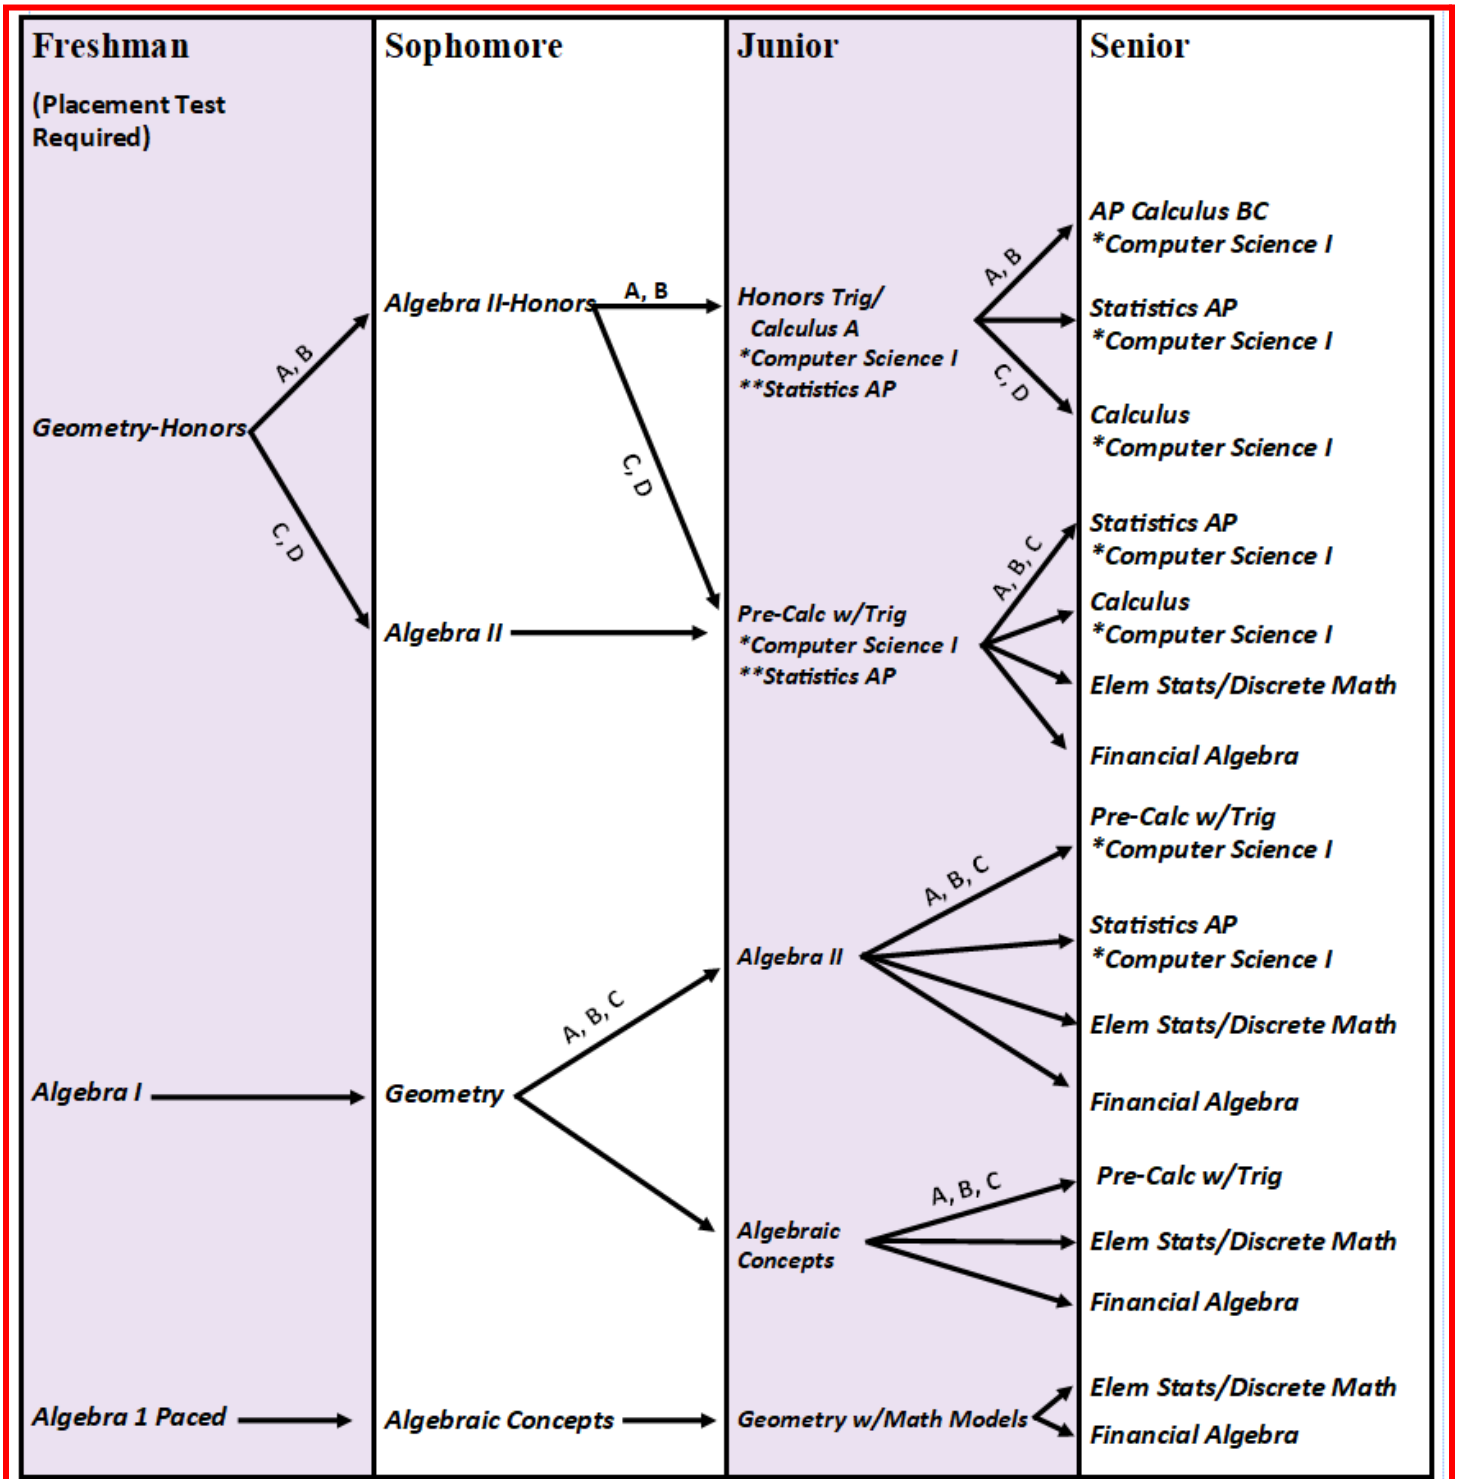 Freshman
(Placement Test
Required)
Geometry-Honors
A, B
C, D
Algebra I
Algebra 1 Paced
Sophomore
Algebra II-Honors
A, B
C, D
Algebra II
Geometry
A, B, C
Algebraic Concepts
Junior
Honors Trig/
Calculus A
*Computer Science I
**Statistics AP
A, B
C, D
Pre-Calc w/Trig
*Computer Science I
**Statistics AP
A, B, C
Algebra II
A, B, C
Algebraic
Concepts
A, B, C
Geometry w/Math Models
Senior
AP Calculus BC
*Computer Science I
Statistics AP
*Computer Science I
Calculus
*Computer Science I
Statistics AP
*Computer Science I
Calculus
*Computer Science I
Elem Stats/Discrete Math
Financial Algebra
Pre-Calc w/Trig
*Computer Science I
Statistics AP
*Computer Science I
Elem Stats/Discrete Math
Financial Algebra
Pre-Calc w/Trig
Elem Stats/Discrete Math
Financial Algebra
Elem Stats/Discrete Math
Financial Algebra